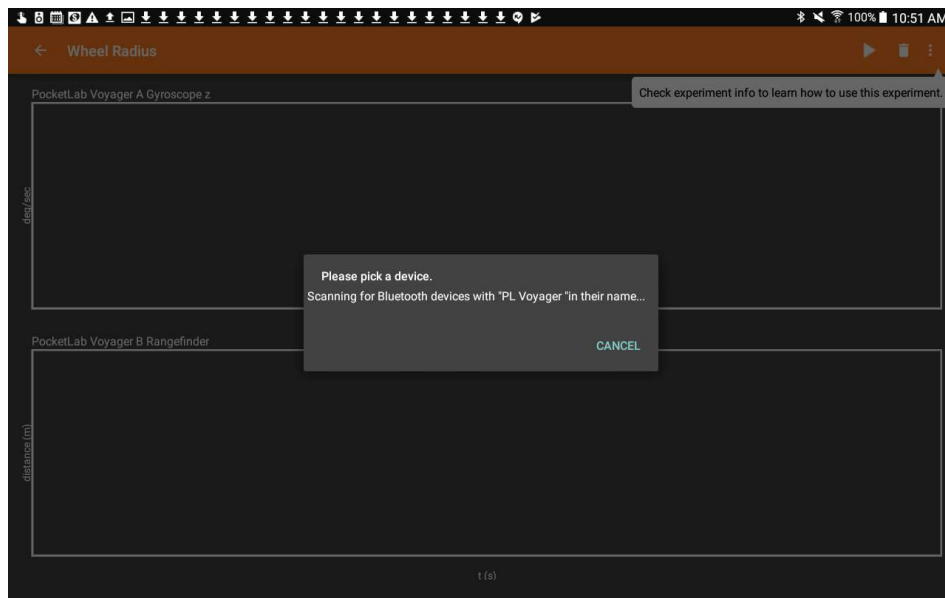 100% 10:51 AM
Wheel Radius
Check experiment info to learn how to use this experiment.
PocketLab Voyager A Gyroscope z
deg/sec
Please pick a device.
Scanning for Bluetooth devices with "PL Voyager "in their name...
CANCEL
PocketLab Voyager B Rangefinder
distance (m)
t (s)